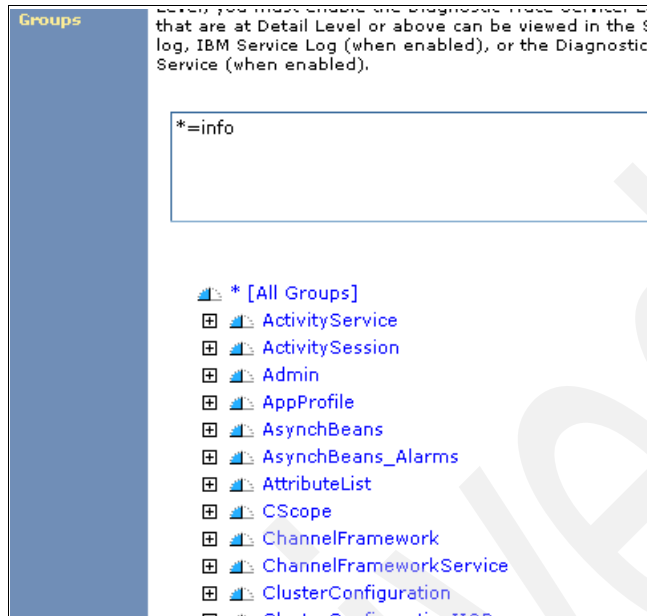 Groups
that are at Detail Level or above can be viewed in the
log, IBM Service Log (when enabled), or the Diagnostic
Service (when enabled).
*=info
* [All Groups]
ActivityService
ActivitySession
Admin
AppProfile
AsynchBeans
AsynchBeans_Alarms
AttributeList
CScope
ChannelFramework
ChannelFrameworkService
ClusterConfiguration